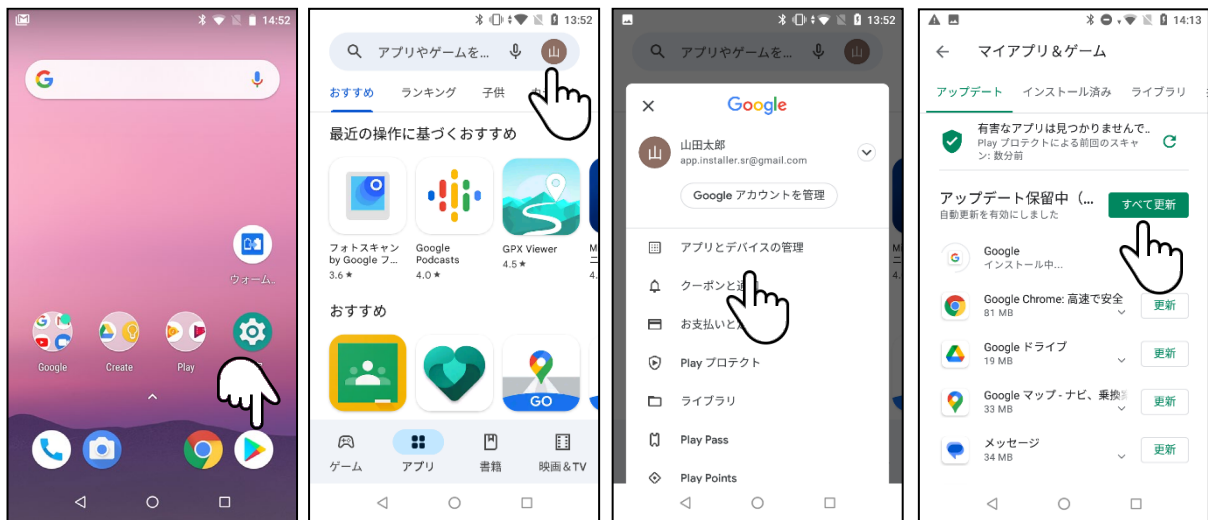 14:52
G
ウォーム..
Google
Create
Play
13:52
アプリやゲームを...
山
おすすめ
ランキング
子供
最近の操作に基づくおすすめ
フォトスキャン
by Google フ...
3.6★
Google
Podcasts
4.0★
GPX Viewer
4.5★
おすすめ
GO
ゲーム
アプリ
書籍
映画＆TV
13:52
アプリやゲームを...
山
Google
山
山田太郎
app.installer.sr@gmail.com
Google アカウントを管理
アプリとデバイスの管理
クーポンと
お支払いと
Play プロテクト
ライブラリ
Play Pass
Play Points
14:13
マイアプリ＆ゲーム
アップデート
インストール済み
ライブラリ
有害なアプリは見つかりませんで..
Play プロテクトによる前回のスキャ
ン: 数分前
アップデート保留中（...
自動更新を有効にしました
すべて更新
Google
インストール中...
Google Chrome: 高速で安全
81 MB
更新
Google ドライブ
19 MB
更新
Google マップ - ナビ、乗換
33 MB
更新
メッセージ
34 MB
更新